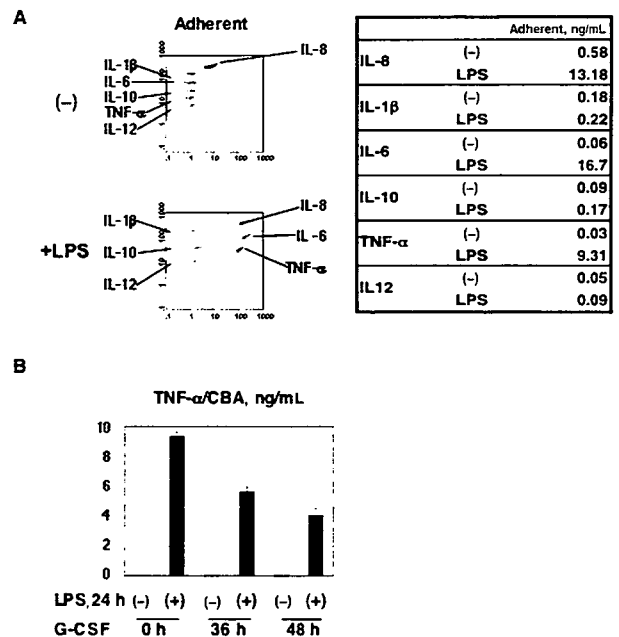 A
Adherent
IL-8
IL-1β
IL-6
IL-10
TNF-α
IL-12
(-)
.1 1 10 100 1000
IL-1β
IL-10
IL-12
IL-8
IL-6
TNF-α
+LPS
.1 1 10 100 1000
Adherent, ng/mL
IL-8 (-) 0.58
LPS 13.18
IL-1β (-) 0.18
LPS 0.22
IL-6 (-) 0.06
LPS 16.7
IL-10 (-) 0.09
LPS 0.17
TNF-α (-) 0.03
LPS 9.31
IL12 (-) 0.05
LPS 0.09
B
TNF-α/CBA, ng/mL
10
8
6
4
2
0
LPS, 24 h (-) (+) (-) (+) (-) (+)
G-CSF 0 h 36 h 48 h